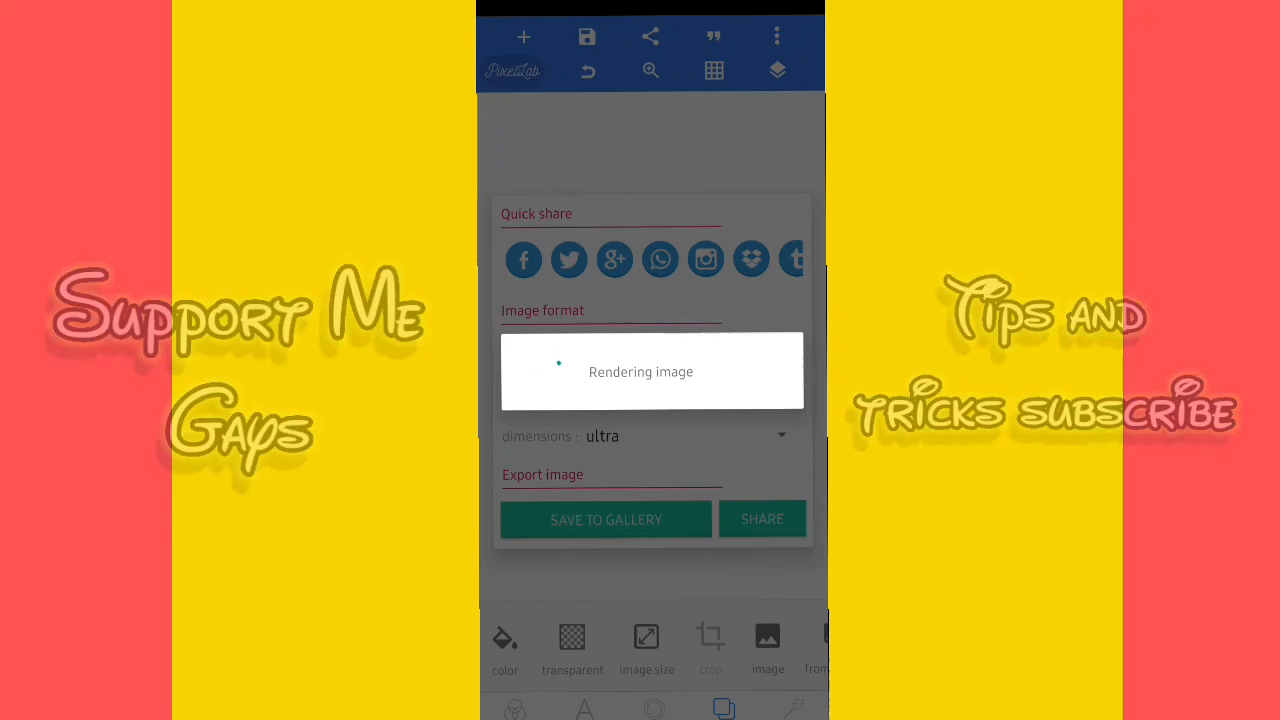 PixelLab
Quick share
Image format
Rendering image
dimensions : ultra
Export image
SAVE TO GALLERY
SHARE
color
transparent
image size
crop
image
from
Support Me
Gays
Tips and
tricks subscribe